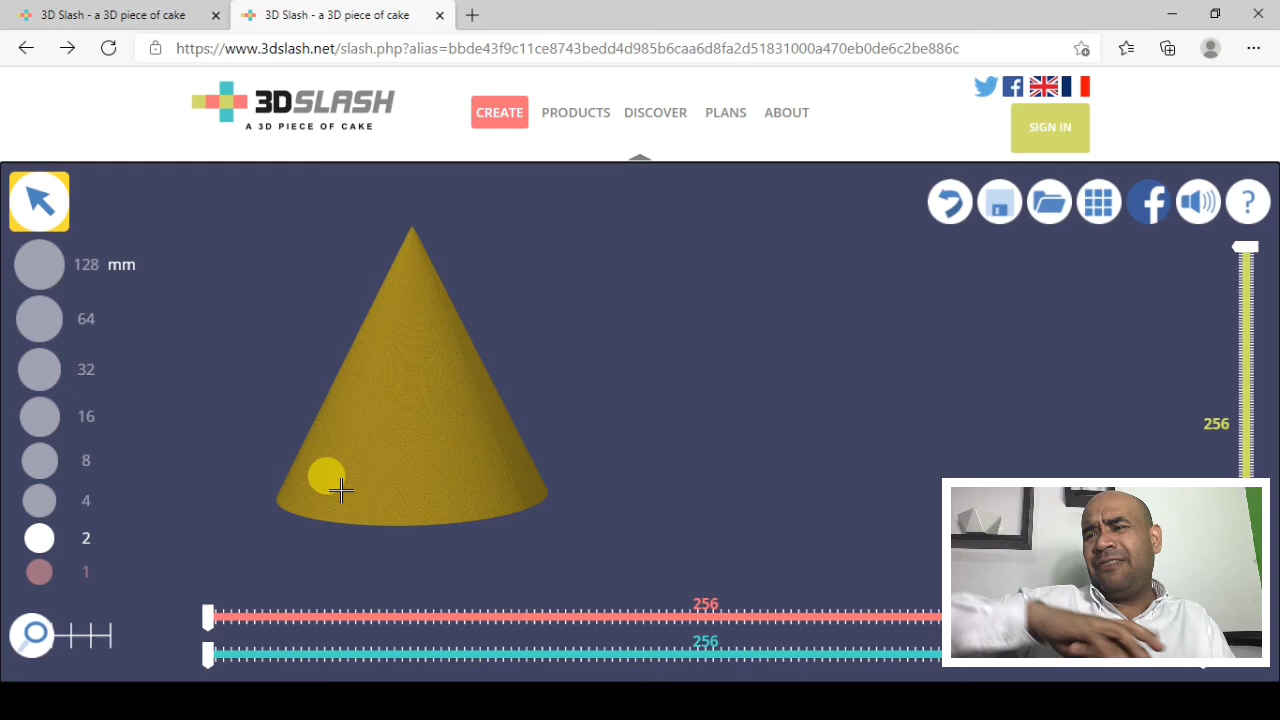 3D Slash - a 3D piece of cake
3D Slash - a 3D piece of cake
https://www.3dslash.net/slash.php?alias=bbde43f9c11ce8743bedd4d985b6caa6d8fa2d51831000a470eb0de6c2be886c
3DSLASH
A 3D PIECE OF CAKE
CREATE PRODUCTS DISCOVER PLANS ABOUT
SIGN IN
128 mm
64
32
16
8
4
2
1
256
256
256